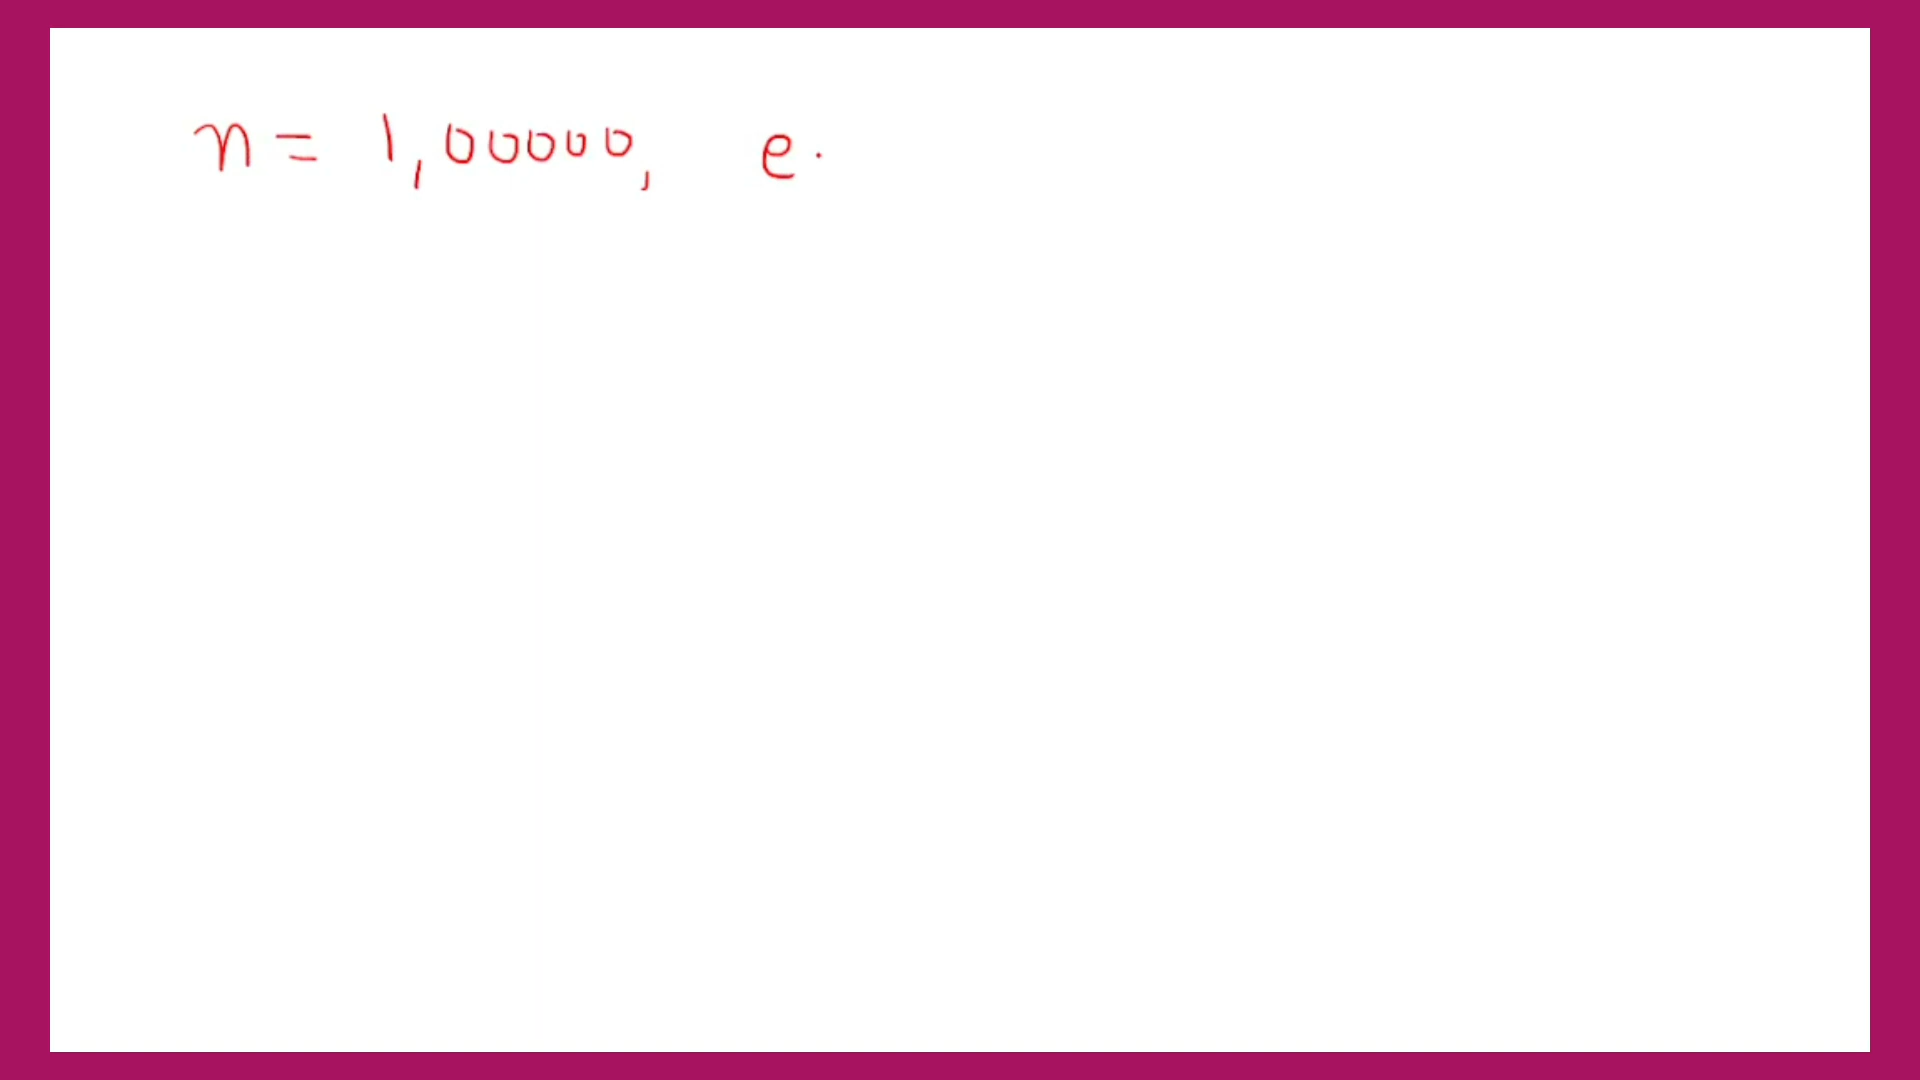 n = 1,00000, e.